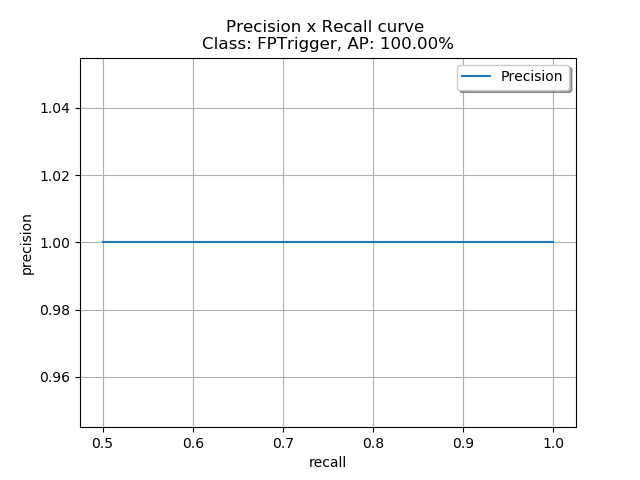 Precision x Recall curve
Class: FPTrigger, AP: 100.00%
Precision
1.04
1.02
1.00
0.98
0.96
precision
0.5 0.6 0.7 0.8 0.9 1.0
recall